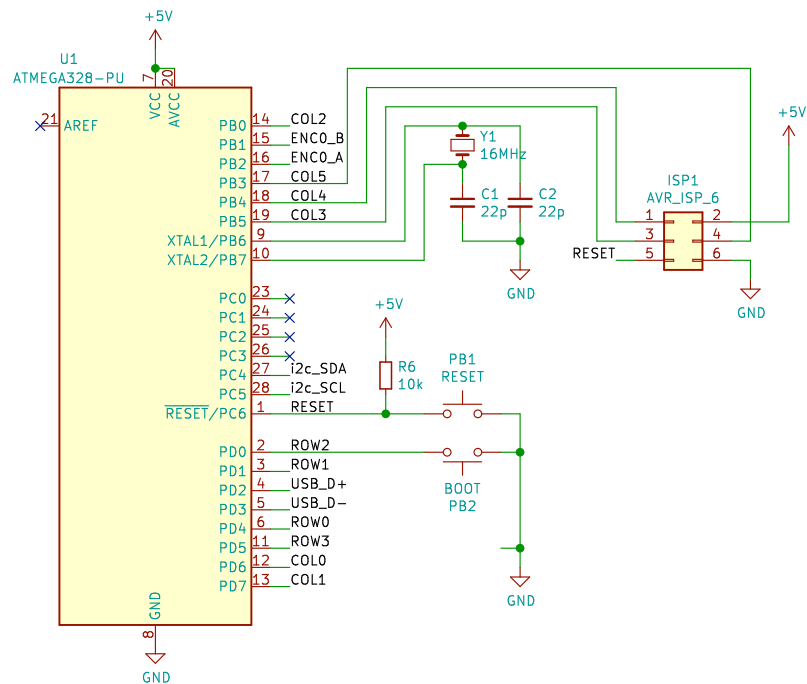 +5V
U1
ATMEGA328-PU
7
20
VCC
AVCC
21
AREF
PB0
14
COL2
PB1
15
ENC0_B
PB2
16
ENC0_A
PB3
17
COL5
PB4
18
COL4
PB5
19
COL3
XTAL1/PB6
9
XTAL2/PB7
10
PC0
23
PC1
24
PC2
25
PC3
26
PC4
27
i2c_SDA
PC5
28
i2c_SCL
RESET/PC6
1
RESET
PD0
2
ROW2
PD1
3
ROW1
PD2
4
USB_D+
PD3
5
USB_D-
PD4
6
ROW0
PD5
11
ROW3
PD6
12
COL0
PD7
13
COL1
GND
8
GND
Y1
16MHz
C1
22p
C2
22p
GND
+5V
R6
10k
PB1
RESET
BOOT
PB2
GND
+5V
ISP1
AVR_ISP_6
1
2
3
4
RESET
5
6
GND